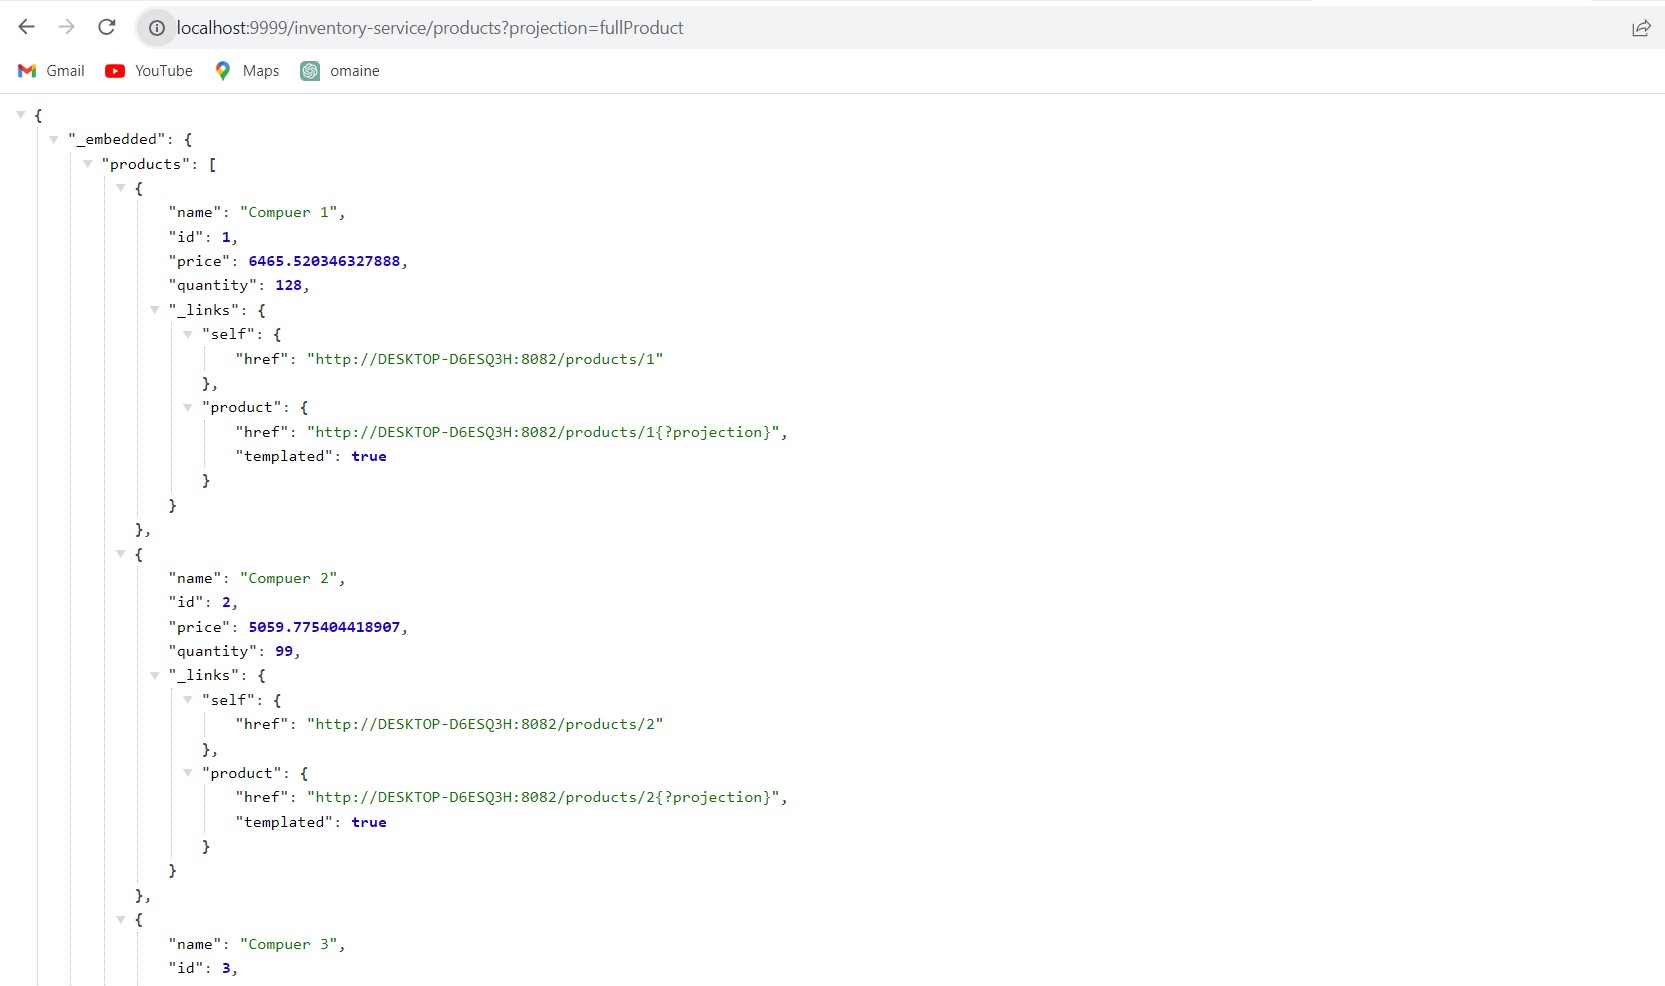 localhost:9999/inventory-service/products?projection=fullProduct
Gmail YouTube Maps omaine
{
"_embedded": {
"products": [
{
"name": "Compuer 1",
"id": 1,
"price": 6465.520346327888,
"quantity": 128,
"_links": {
"self": {
"href": "http://DESKTOP-D6ESQ3H:8082/products/1"
},
"product": {
"href": "http://DESKTOP-D6ESQ3H:8082/products/1{?projection}",
"templated": true
}
}
},
{
"name": "Compuer 2",
"id": 2,
"price": 5059.775404418907,
"quantity": 99,
"_links": {
"self": {
"href": "http://DESKTOP-D6ESQ3H:8082/products/2"
},
"product": {
"href": "http://DESKTOP-D6ESQ3H:8082/products/2{?projection}",
"templated": true
}
}
},
{
"name": "Compuer 3",
"id": 3,